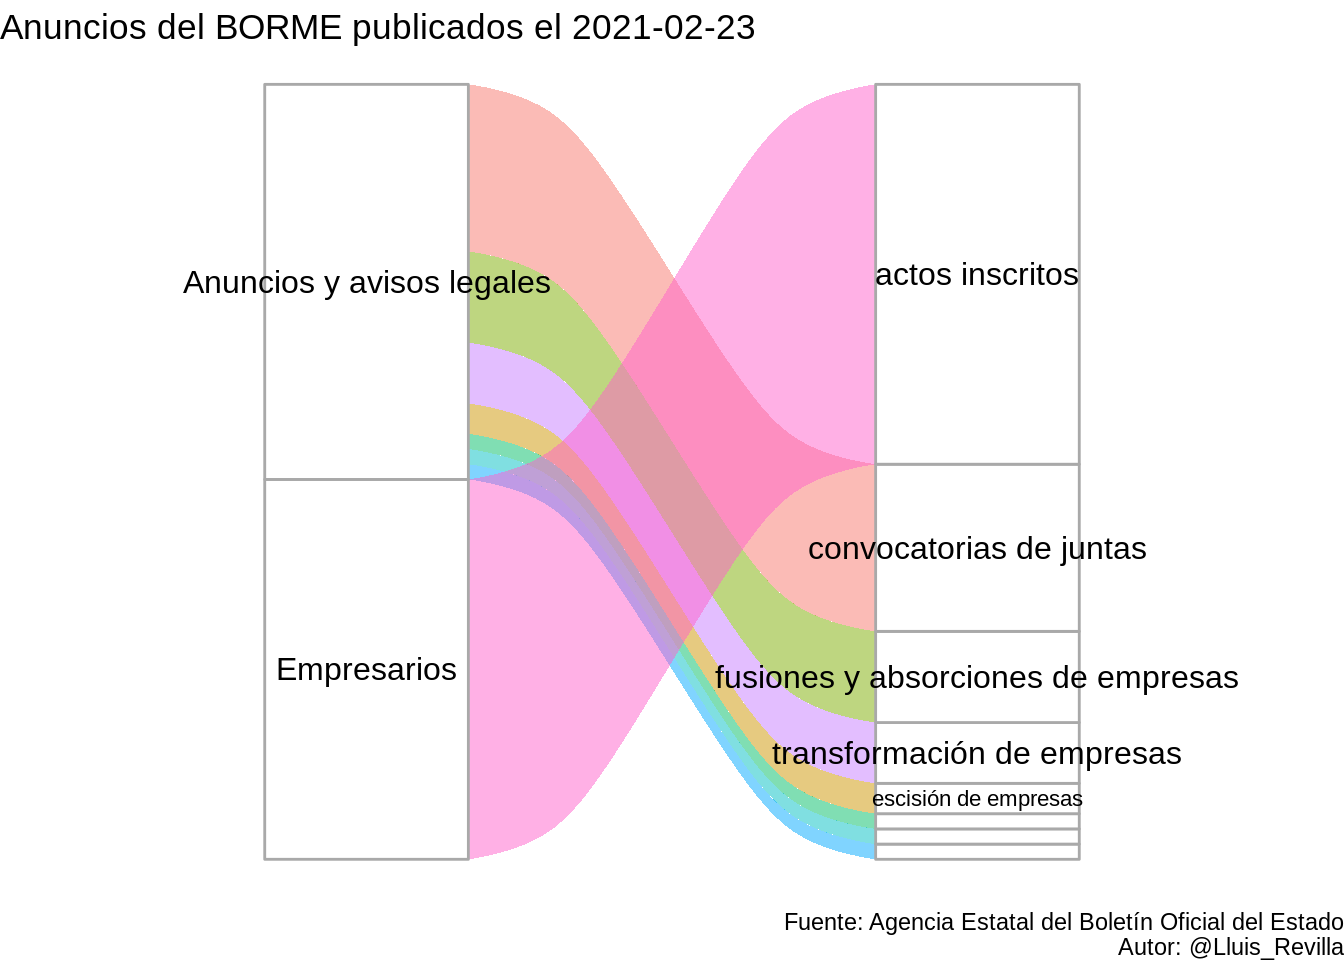 Anuncios del BORME publicados el 2021-02-23
Anuncios y avisos legales
actos inscritos
convocatorias de juntas
Empresarios
fusiones y absorciones de empresas
transformación de empresas
escisión de empresas
Fuente: Agencia Estatal del Boletín Oficial del Estado
Autor: @Lluis_Revilla